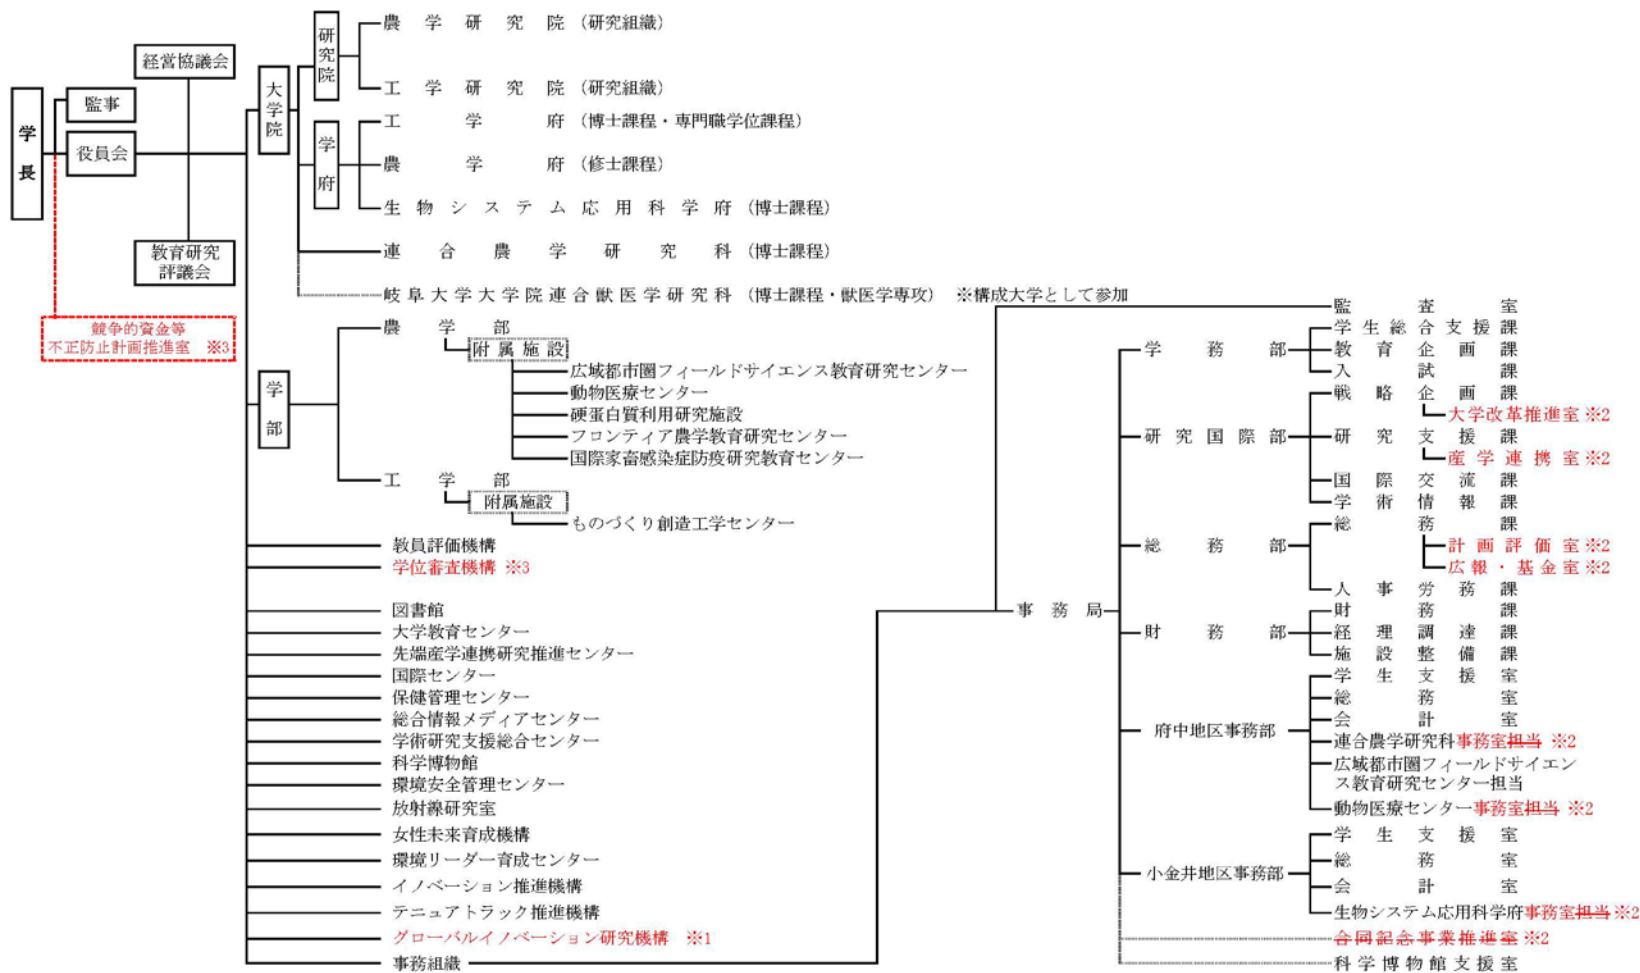 学長
監事
役員会
経営協議会
教育研究
評議会
競争的資金等
不正防止計画推進室 ※3
大学院
研究院
農学研究院（研究組織）
工学研究院（研究組織）
学府
工学府（博士課程・専門職学位課程）
農学府（修士課程）
生物システム応用科学府（博士課程）
連合農学研究科（博士課程）
岐阜大学大学院連合獣医学研究科（博士課程・獣医学専攻） ※構成大学として参加
学部
農学部
附属施設
広域都市圏フィールドサイエンス教育研究センター
動物医療センター
硬蛋白質利用研究施設
フロンティア農学教育研究センター
国際家畜感染症防疫研究教育センター
工学部
附属施設
ものづくり創造工学センター
教員評価機構
学位審査機構 ※3
図書館
大学教育センター
先端産学連携研究推進センター
国際センター
保健管理センター
総合情報メディアセンター
学術研究支援総合センター
科学博物館
環境安全管理センター
放射線研究室
女性未来育成機構
環境リーダー育成センター
イノベーション推進機構
テニュアトラック推進機構
グローバルイノベーション研究機構 ※1
事務組織
事務局
監査室
学務部
学生総合支援課
教育企画課
入試課
研究国際部
戦略企画課
大学改革推進室 ※2
研究支援課
産学連携室 ※2
国際交流課
学術情報課
総務部
総務課
計画評価室 ※2
広報・基金室 ※2
人事労務課
財務部
財務課
経理調達課
施設整備課
府中地区事務部
学生支援室
総務室
会計室
連合農学研究科事務室担当 ※2
広域都市圏フィールドサイエン
ス教育研究センター担当
動物医療センター事務室担当 ※2
小金井地区事務部
学生支援室
総務室
会計室
生物システム応用科学府事務室担当 ※2
合同記念事業推進室 ※2
科学博物館支援室